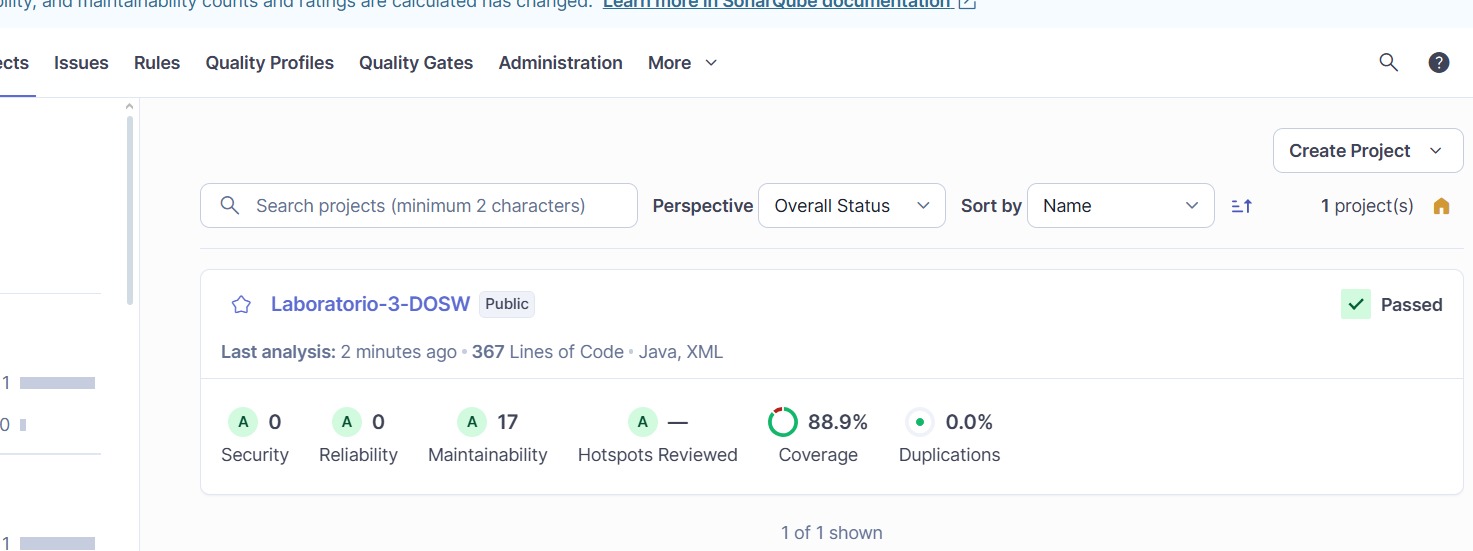 ility, and maintainability counts and ratings are calculated has changed. Learn more in SonarQube documentation
ects Issues Rules Quality Profiles Quality Gates Administration More
Create Project
Search projects (minimum 2 characters) Perspective Overall Status Sort by Name 1 project(s)
Laboratorio-3-DOSW Public Passed
Last analysis: 2 minutes ago • 367 Lines of Code • Java, XML
1
0
A 0 A 0 A 17 A — 88.9% 0.0%
Security Reliability Maintainability Hotspots Reviewed Coverage Duplications
1 of 1 shown
1